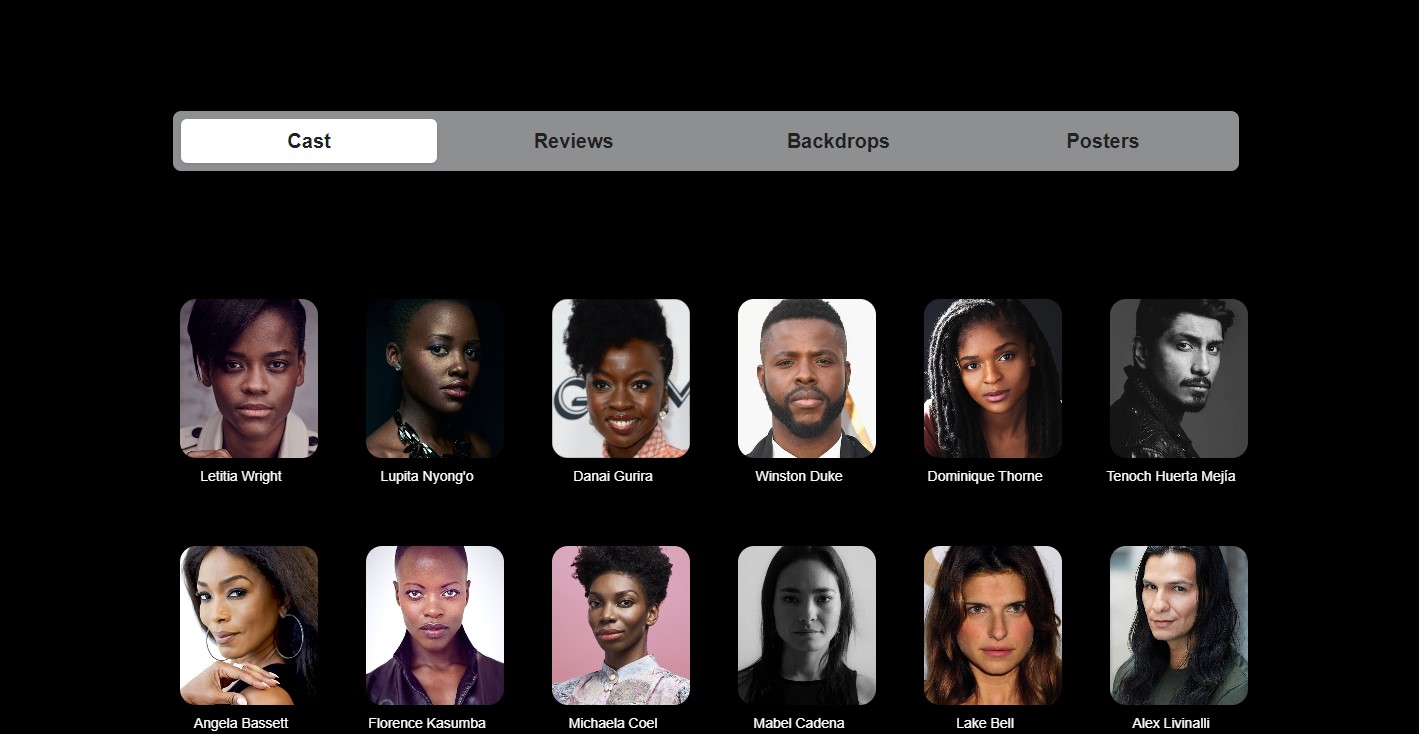 Cast Reviews Backdrops Posters
Letitia Wright Lupita Nyong'o Danai Gurira Winston Duke Dominique Thorne Tenoch Huerta Mejía
Angela Bassett Florence Kasumba Michaela Coel Mabel Cadena Lake Bell Alex Livinalli